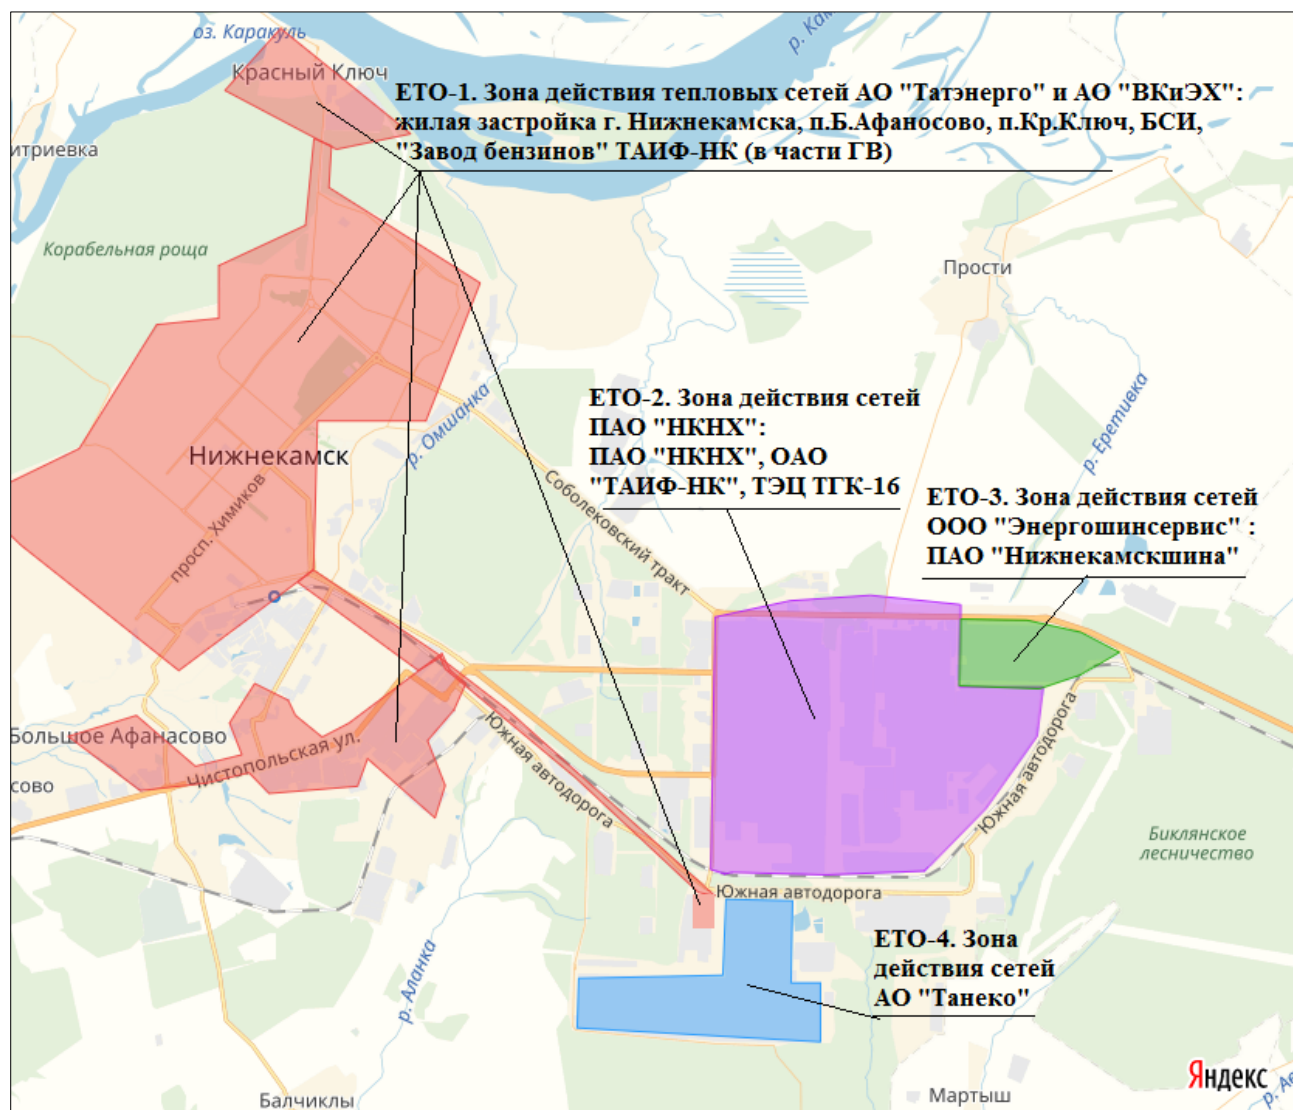 оз. Каракуль
р. Кам
Красный Ключ
ЕТО-1. Зона действия тепловых сетей АО "Татэнерго" и АО "ВКиЭХ":
жилая застройка г. Нижнекамска, п.Б.Афаносово, п.Кр.Ключ, БСИ,
"Завод бензинов" ТАИФ-НК (в части ГВ)
итриевка
Корабельная роща
Прости
р. Омшанка
р. Еретивка
ЕТО-2. Зона действия сетей
ПАО "НКНХ":
ПАО "НКНХ", ОАО
"ТАИФ-НК", ТЭЦ ТГК-16
Нижнекамск
просп. Химиков
Соболековский тракт
ЕТО-3. Зона действия сетей
ООО "Энергошинсервис" :
ПАО "Нижнекамскшина"
Большое Афанасово
Чистопольская ул.
сово
Южная автодорога
Южная автодорога
Биклянское
лесничество
Южная автодорога
ЕТО-4. Зона
действия сетей
АО "Танеко"
р. Аланка
Балчиклы
Мартыш
Яндекс
р. Ав